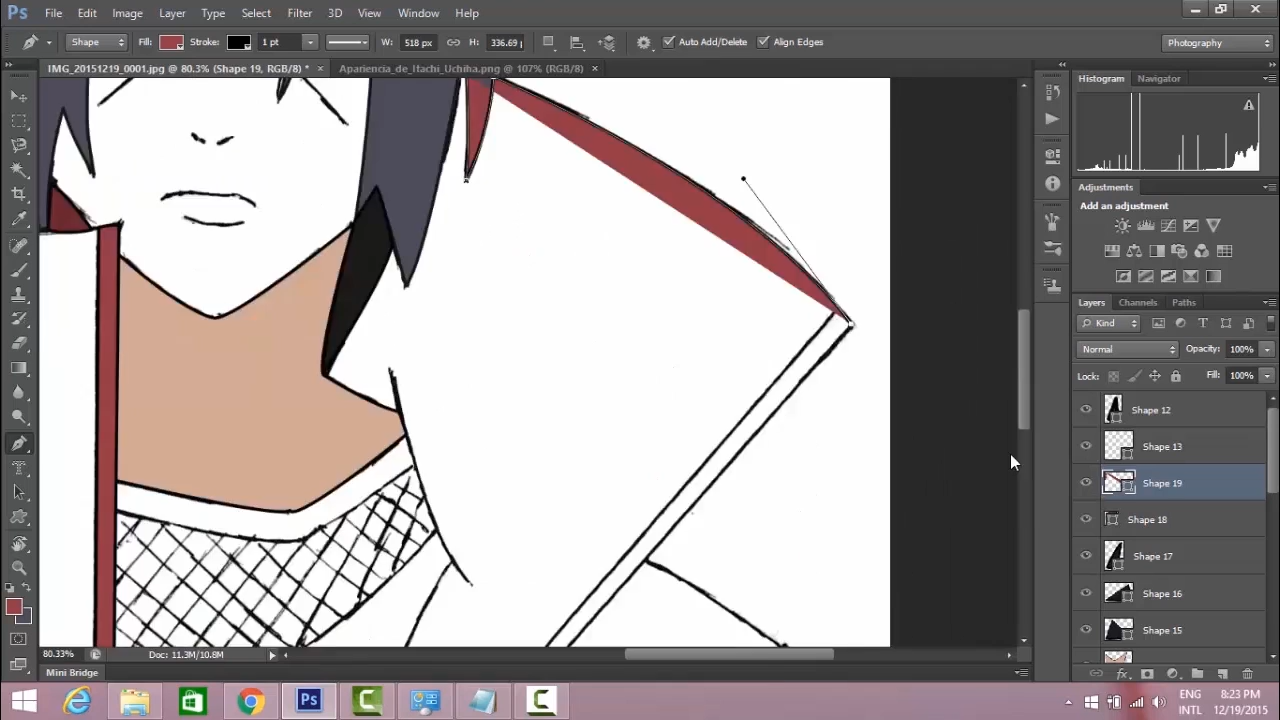 Ps File Edit Image Layer Type Select Filter 3D View Window Help
Shape Fill: Stroke: 1 pt W: 518 px H: 336.69 Auto Add/Delete Align Edges Photography
IMG_20151219_0001.jpg @ 80.3% (Shape 19, RGB/8) * × Apariencia_de_Itachi_Uchiha.png @ 107% (RGB/8) ×
Histogram Navigator
Adjustments
Add an adjustment
Layers Channels Paths
Kind
Normal Opacity: 100%
Lock: Fill: 100%
Shape 12
Shape 13
Shape 19
Shape 18
Shape 17
Shape 16
Shape 15
80.33% Doc: 11.3M/10.8M
Mini Bridge
ENG 8:23 PM
INTL 12/19/2015